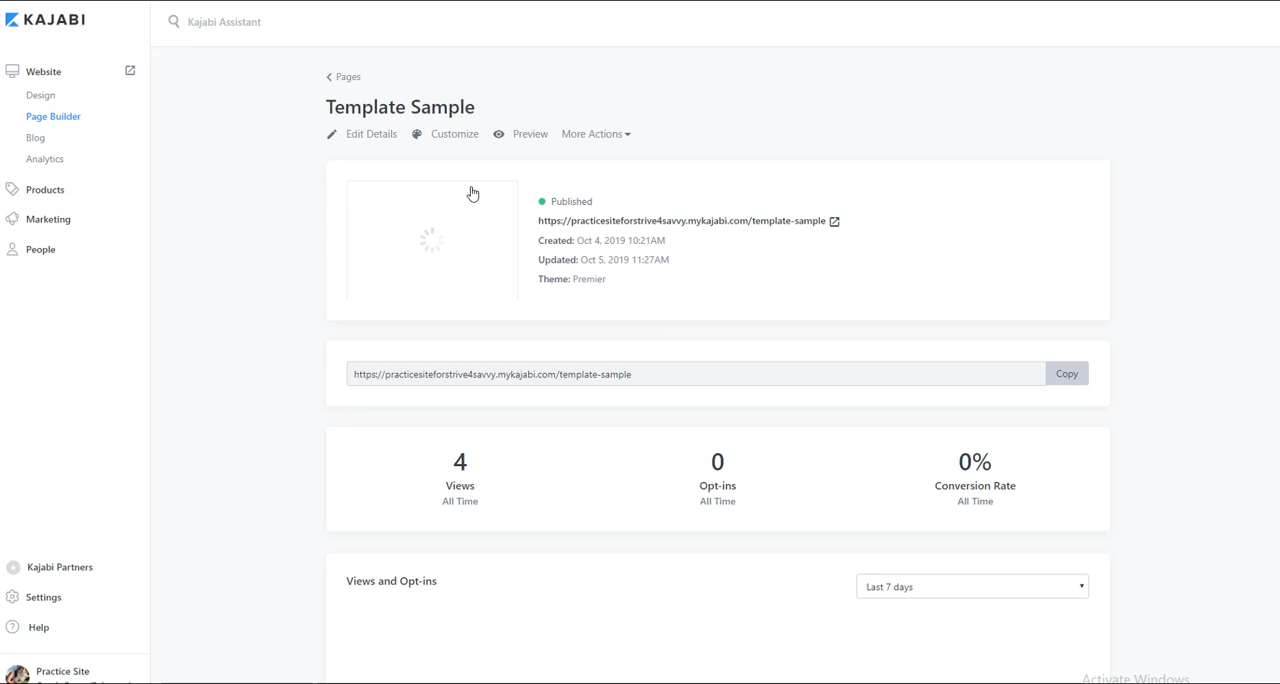 KAJABI
Kajabi Assistant
Website
Design
Page Builder
Blog
Analytics
Products
Marketing
People
Kajabi Partners
Settings
Help
Practice Site
Pages
Template Sample
Edit Details Customize Preview More Actions
Published
https://practicesiteforstrive4savvy.mykajabi.com/template-sample
Created: Oct 4, 2019 10:21AM
Updated: Oct 5, 2019 11:27AM
Theme: Premier
https://practicesiteforstrive4savvy.mykajabi.com/template-sample Copy
4 0 0%
Views Opt-ins Conversion Rate
All Time All Time All Time
Views and Opt-ins Last 7 days
Activate Windows